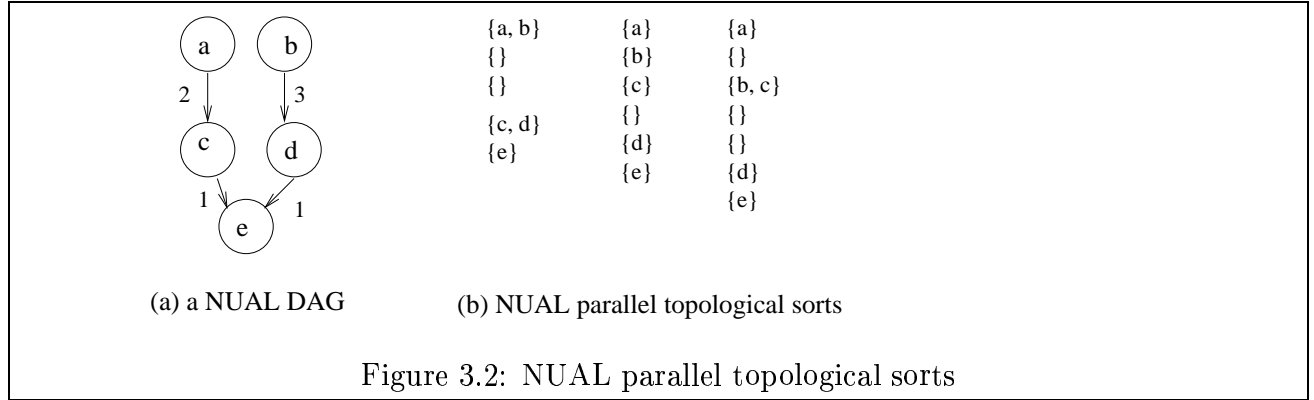 a
b
2
3
c
d
1
1
e
(a) a NUAL DAG
{a, b}
{}
{}
{c, d}
{e}
{a}
{b}
{c}
{}
{d}
{e}
{a}
{}
{b, c}
{}
{}
{d}
{e}
(b) NUAL parallel topological sorts
Figure 3.2: NUAL parallel topological sorts